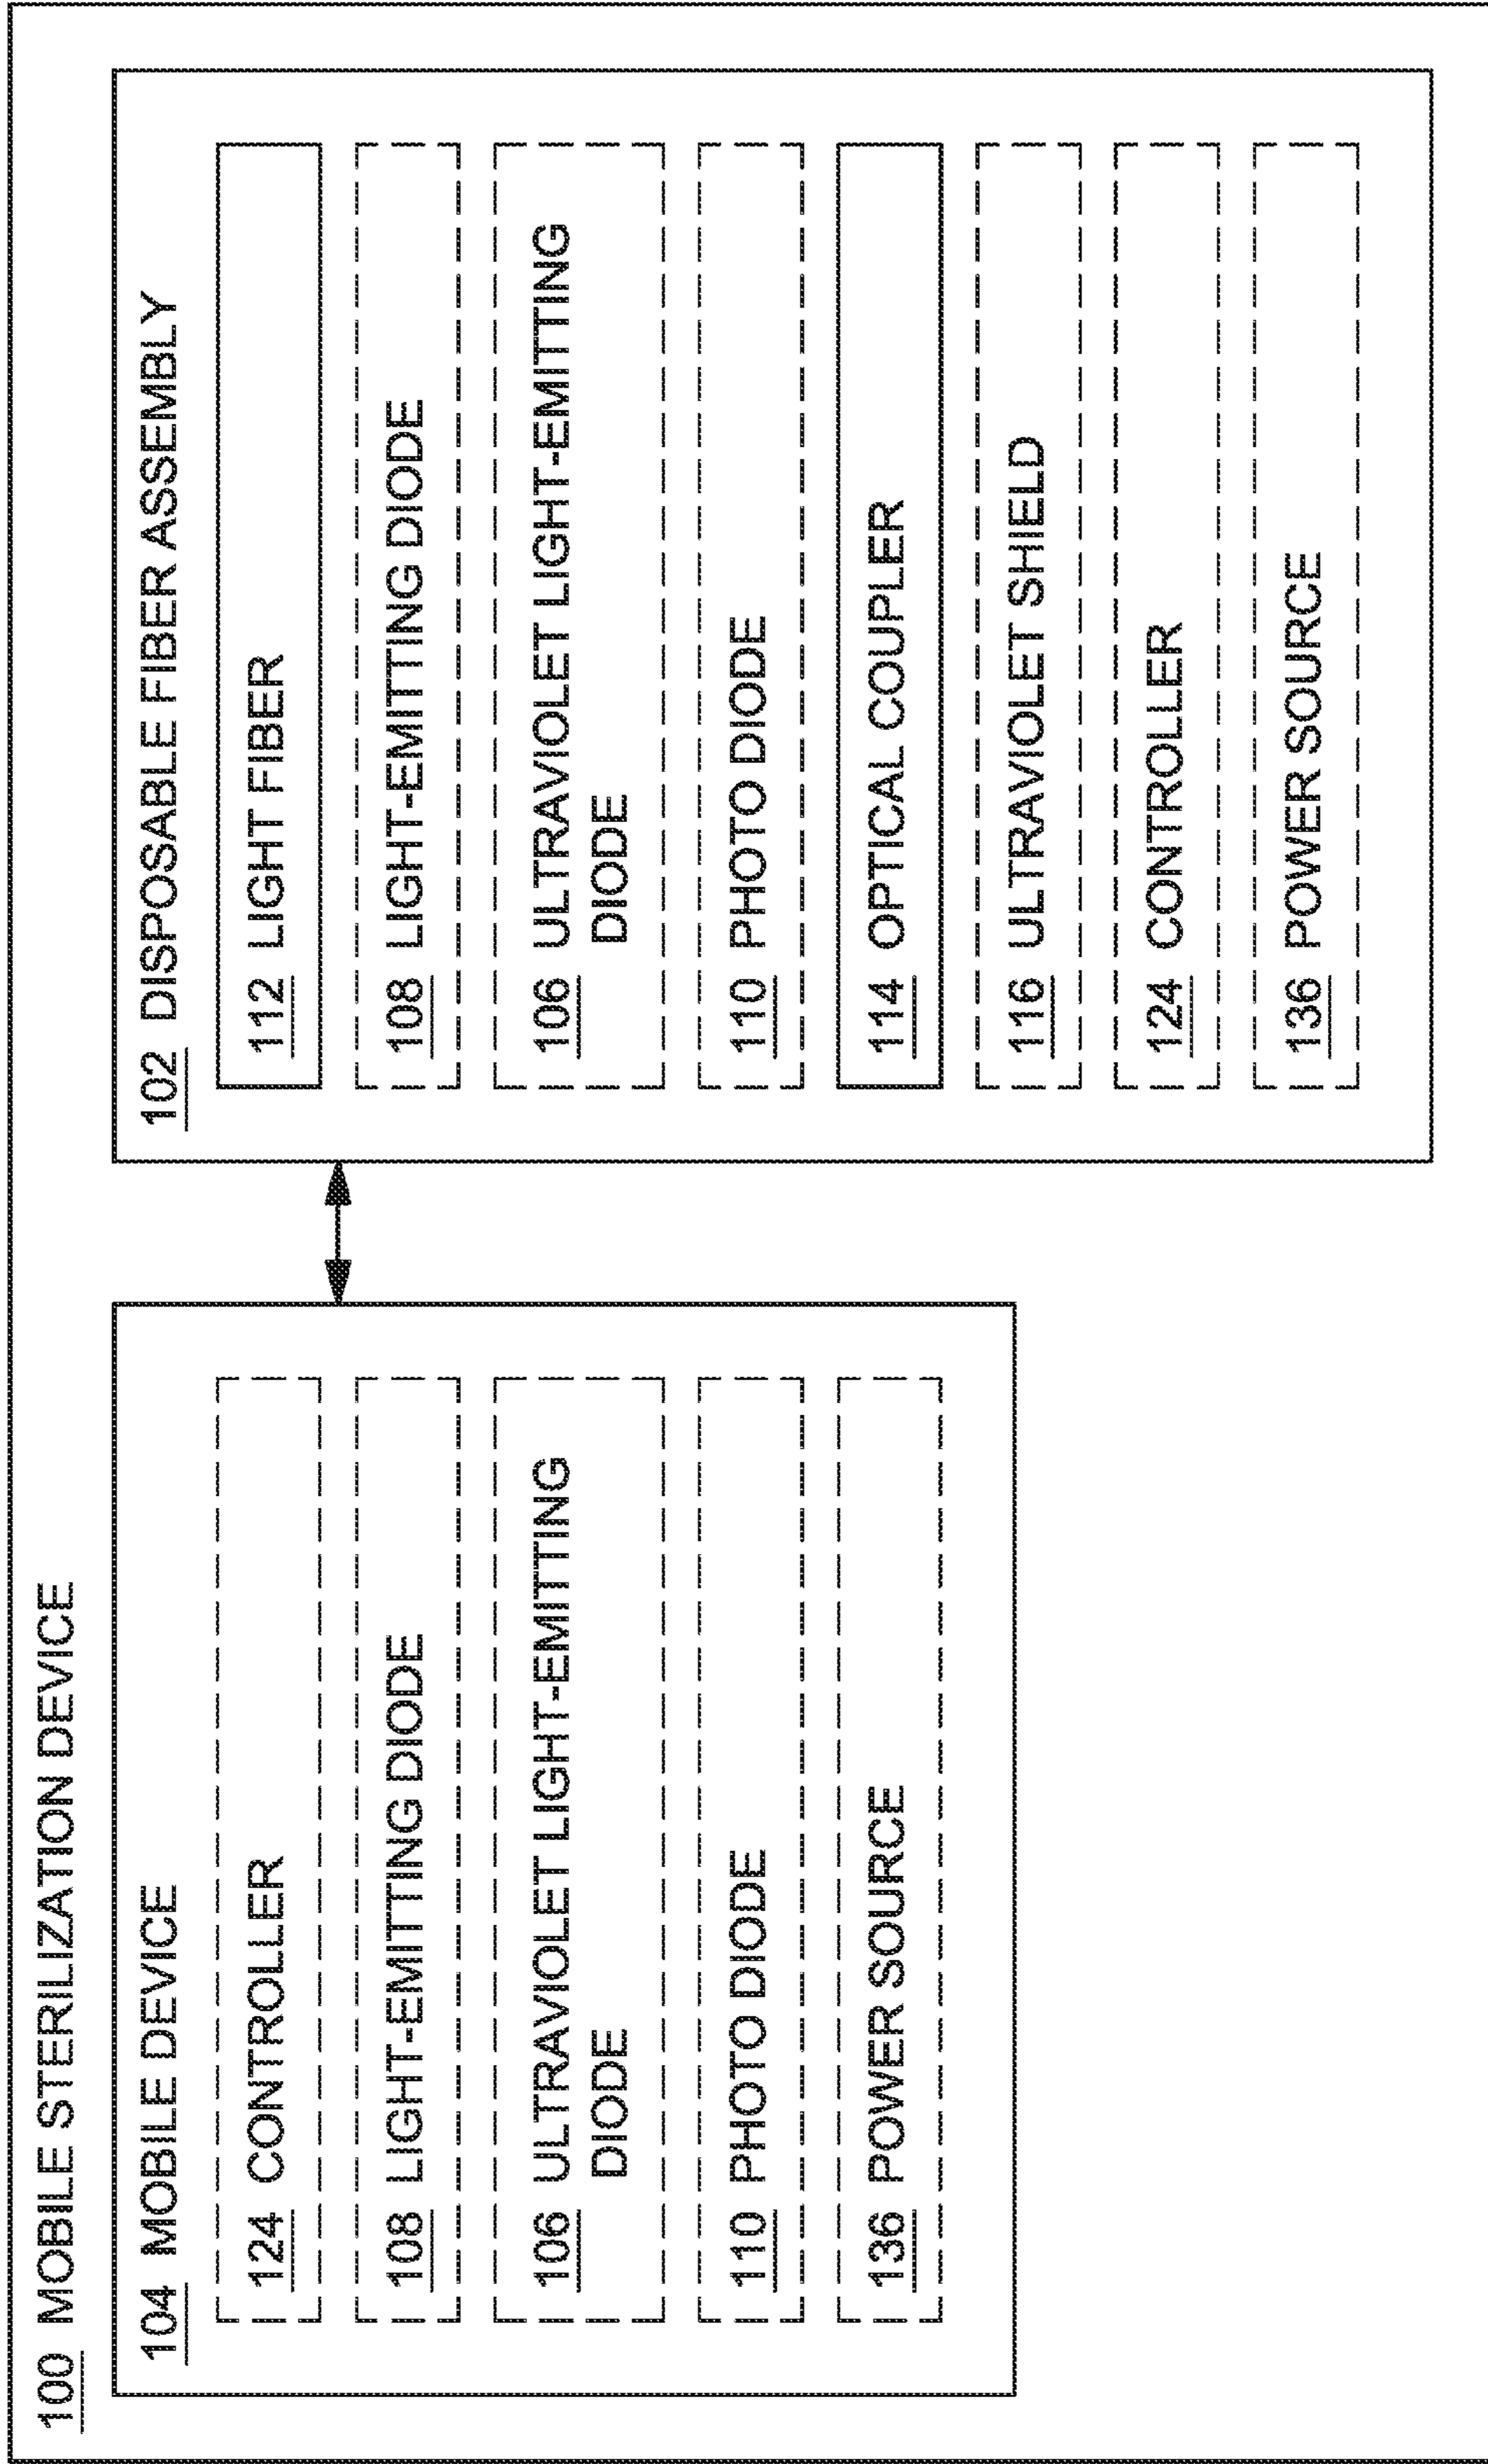 100 MOBILE STERILIZATION DEVICE
104 MOBILE DEVICE
124 CONTROLLER
108 LIGHT-EMITTING DIODE
106 ULTRAVIOLET LIGHT-EMITTING
DIODE
110 PHOTO DIODE
136 POWER SOURCE
102 DISPOSABLE FIBER ASSEMBLY
112 LIGHT FIBER
108 LIGHT-EMITTING DIODE
106 ULTRAVIOLET LIGHT-EMITTING
DIODE
110 PHOTO DIODE
114 OPTICAL COUPLER
116 ULTRAVIOLET SHIELD
124 CONTROLLER
136 POWER SOURCE